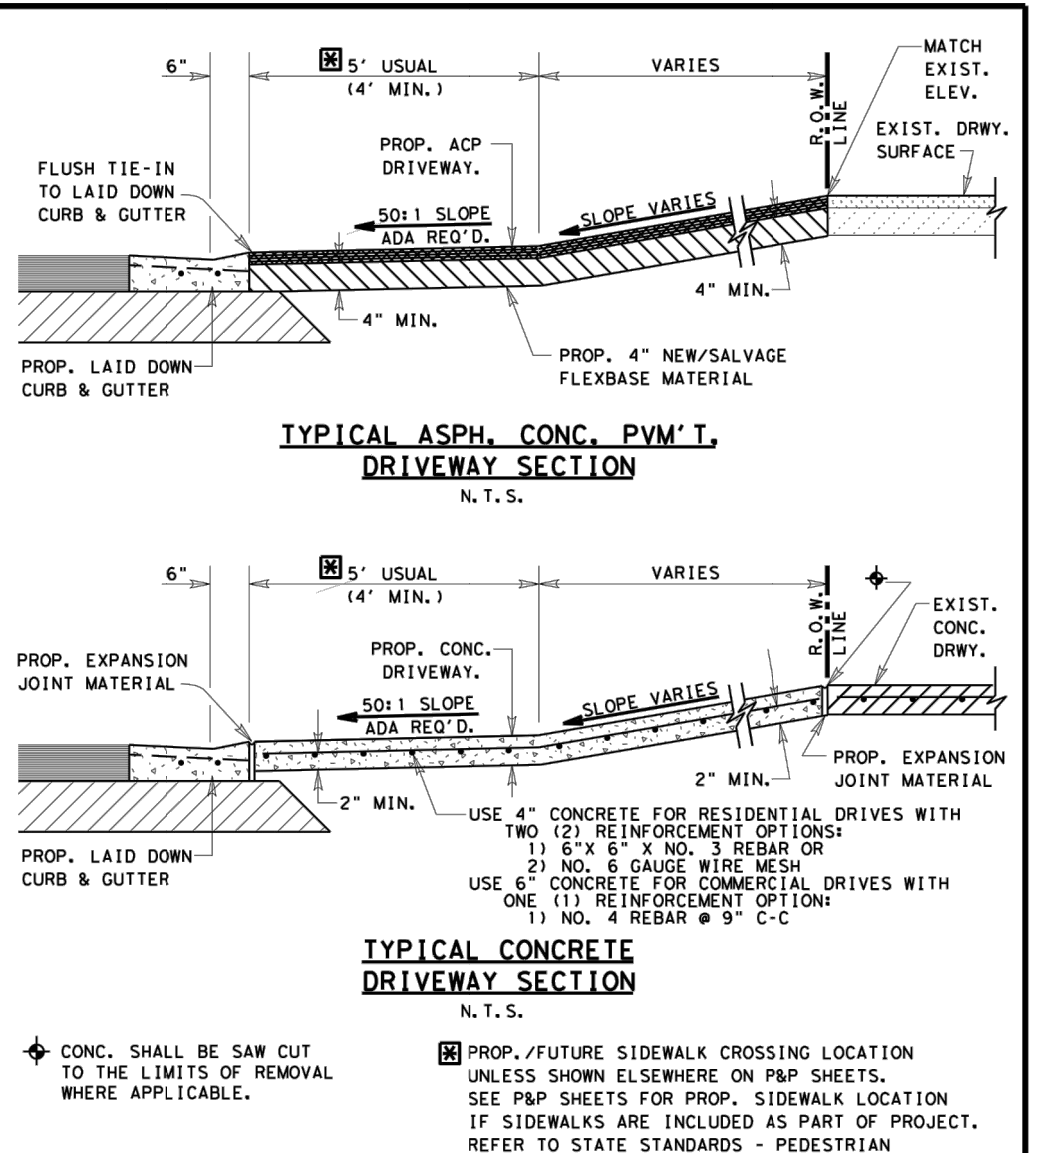 6"
5' USUAL
(4' MIN.)
VARIES
MATCH
EXIST.
ELEV.
R.O.W.
LINE
EXIST. DRWY.
SURFACE
PROP. ACP
DRIVEWAY.
FLUSH TIE-IN
TO LAID DOWN
CURB & GUTTER
50:1 SLOPE
ADA REQ'D.
SLOPE VARIES
4" MIN.
4" MIN.
PROP. LAID DOWN
CURB & GUTTER
PROP. 4" NEW/SALVAGE
FLEXBASE MATERIAL
TYPICAL ASPH. CONC. PVM'T.
DRIVEWAY SECTION
N.T.S.
6"
5' USUAL
(4' MIN.)
VARIES
R.O.W.
LINE
EXIST.
CONC.
DRWY.
PROP. EXPANSION
JOINT MATERIAL
PROP. CONC.
DRIVEWAY.
50:1 SLOPE
ADA REQ'D.
SLOPE VARIES
2" MIN.
2" MIN.
PROP. EXPANSION
JOINT MATERIAL
PROP. LAID DOWN
CURB & GUTTER
USE 4" CONCRETE FOR RESIDENTIAL DRIVES WITH
TWO (2) REINFORCEMENT OPTIONS:
1) 6"X 6" X NO. 3 REBAR OR
2) NO. 6 GAUGE WIRE MESH
USE 6" CONCRETE FOR COMMERCIAL DRIVES WITH
ONE (1) REINFORCEMENT OPTION:
1) NO. 4 REBAR @ 9" C-C
TYPICAL CONCRETE
DRIVEWAY SECTION
N.T.S.
CONC. SHALL BE SAW CUT
TO THE LIMITS OF REMOVAL
WHERE APPLICABLE.
PROP./FUTURE SIDEWALK CROSSING LOCATION
UNLESS SHOWN ELSEWHERE ON P&P SHEETS.
SEE P&P SHEETS FOR PROP. SIDEWALK LOCATION
IF SIDEWALKS ARE INCLUDED AS PART OF PROJECT.
REFER TO STATE STANDARDS - PEDESTRIAN